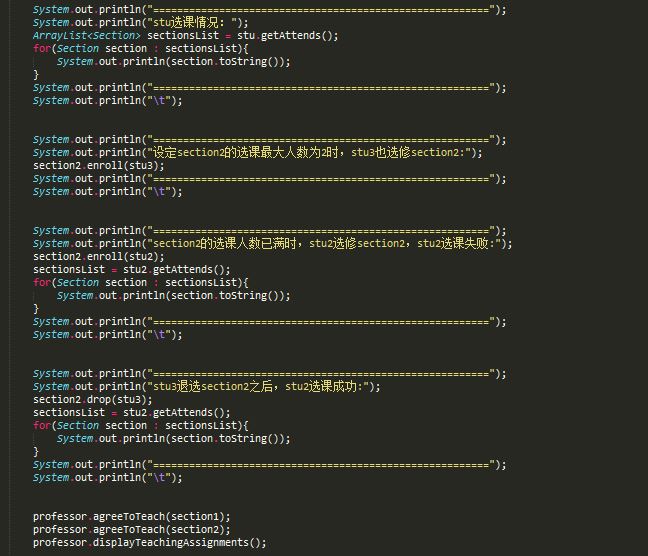 System.out.println("========================================================");
System.out.println("stu选课情况: ");
ArrayList<Section> sectionsList = stu.getAttends();
for(Section section : sectionsList){
System.out.println(section.toString());
}
System.out.println("========================================================");
System.out.println("\t");
System.out.println("========================================================");
System.out.println("设定section2的选课最大人数为2时，stu3也选修section2:");
section2.enroll(stu3);
System.out.println("========================================================");
System.out.println("\t");
System.out.println("========================================================");
System.out.println("section2的选课人数已满时，stu2选修section2，stu2选课失败:");
section2.enroll(stu2);
sectionsList = stu2.getAttends();
for(Section section : sectionsList){
System.out.println(section.toString());
}
System.out.println("========================================================");
System.out.println("\t");
System.out.println("========================================================");
System.out.println("stu3退选section2之后，stu2选课成功:");
section2.drop(stu3);
sectionsList = stu2.getAttends();
for(Section section : sectionsList){
System.out.println(section.toString());
}
System.out.println("========================================================");
System.out.println("\t");
professor.agreeToTeach(section1);
professor.agreeToTeach(section2);
professor.displayTeachingAssignments();